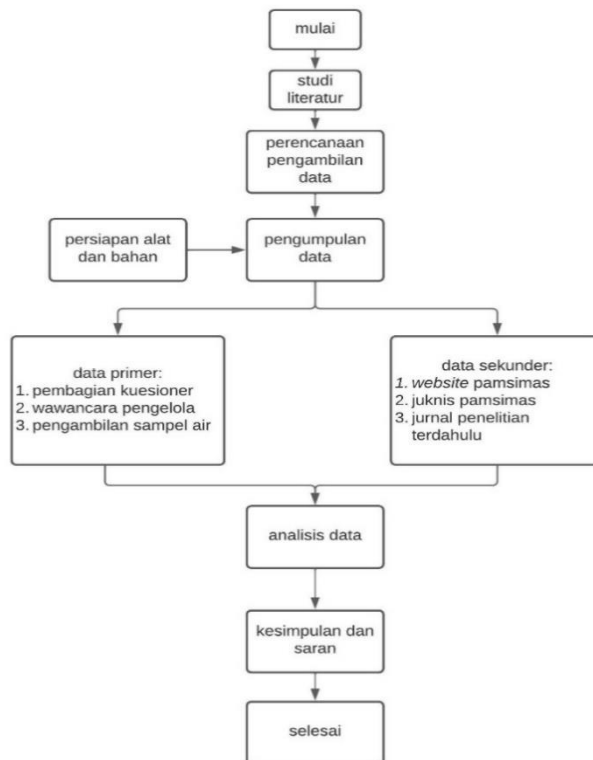 mulai
studi
literatur
perencanaan
pengambilan
data
persiapan alat
dan bahan
pengumpulan
data
data primer:
1. pembagian kuesioner
2. wawancara pengelola
3. pengambilan sampel air
data sekunder:
1. website pamsimas
2. juknis pamsimas
3. jurnal penelitian
terdahulu
analisis data
kesimpulan dan
saran
selesai